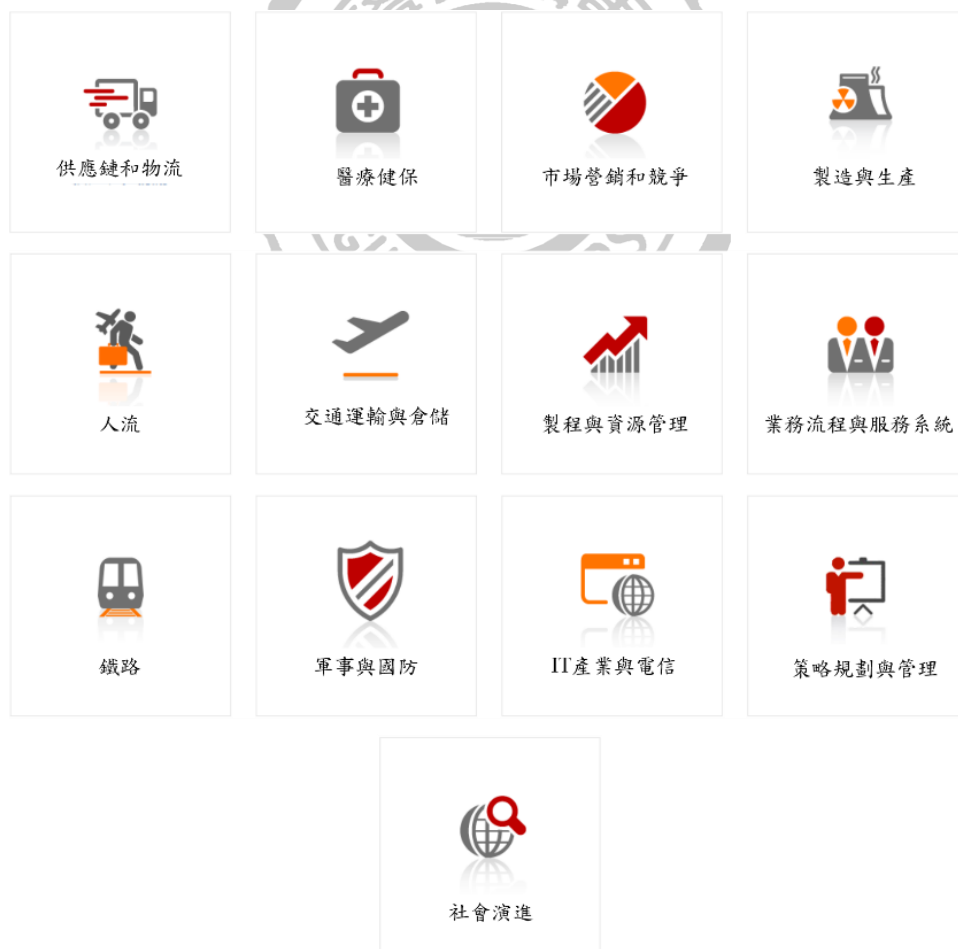 供應鏈和物流
醫療健保
市場營銷和競爭
製造與生產
人流
交通運輸與倉儲
製程與資源管理
業務流程與服務系統
鐵路
軍事與國防
IT產業與電信
策略規劃與管理
社會演進